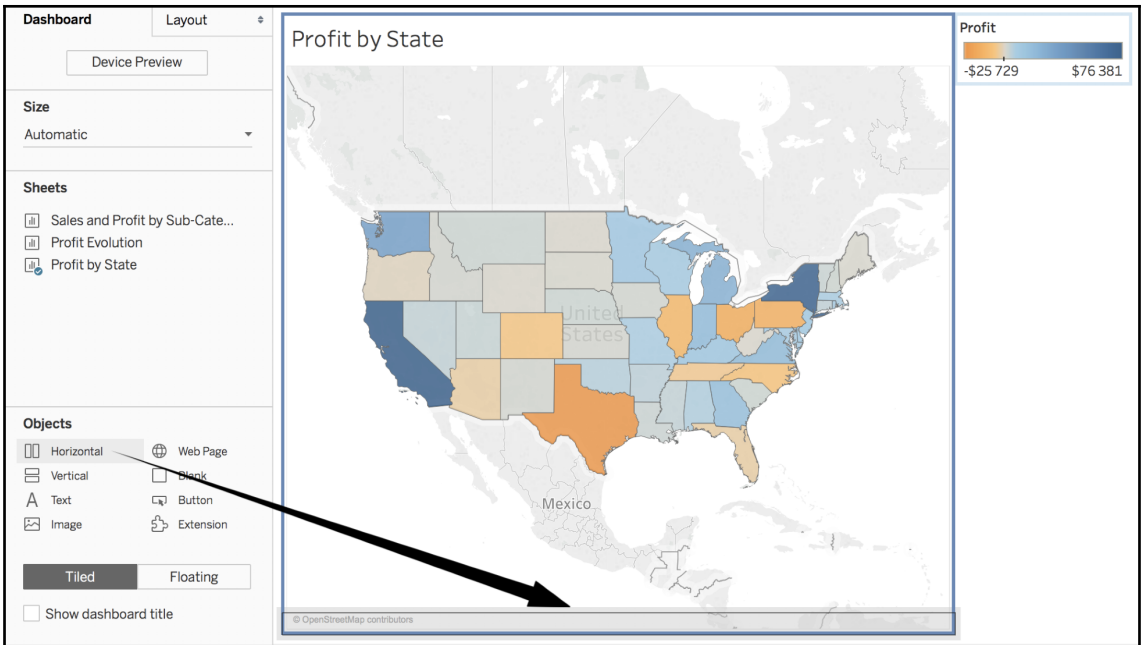 Dashboard
Layout
Device Preview
Size
Automatic
Sheets
Sales and Profit by Sub-Cate...
Profit Evolution
Profit by State
Objects
Horizontal
Web Page
Vertical
Blank
Text
Button
Image
Extension
Tiled
Floating
Show dashboard title
Profit by State
United
States
Mexico
© OpenStreetMap contributors
Profit
-$25 729
$76 381